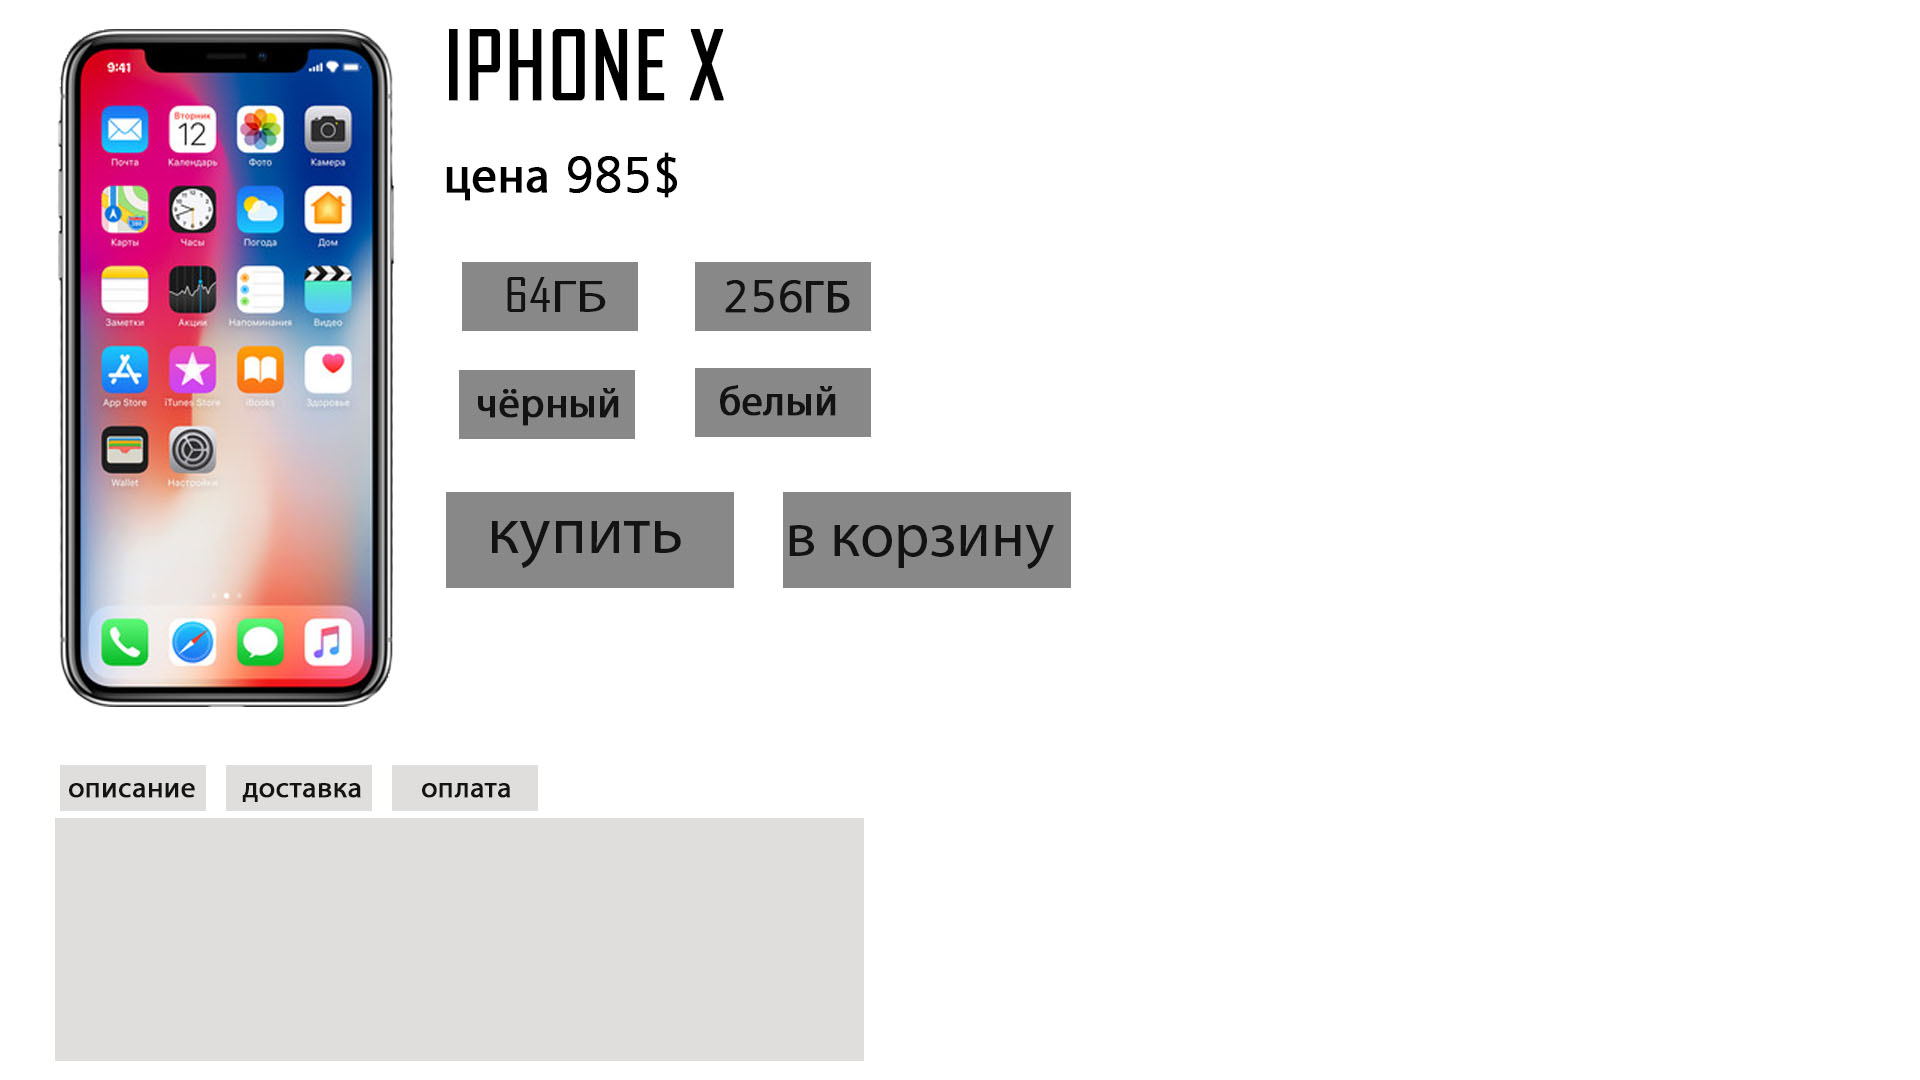 IPHONE X
цена 985$
64ГБ 256ГБ
чёрный белый
купить в корзину
9:41
Вторник
12
Почта Календарь Фото Камера
Карты Часы Погода Дом
Заметки Акции Напоминания Видео
App Store iTunes Store iBooks Здоровье
Wallet Настройки
описание доставка оплата